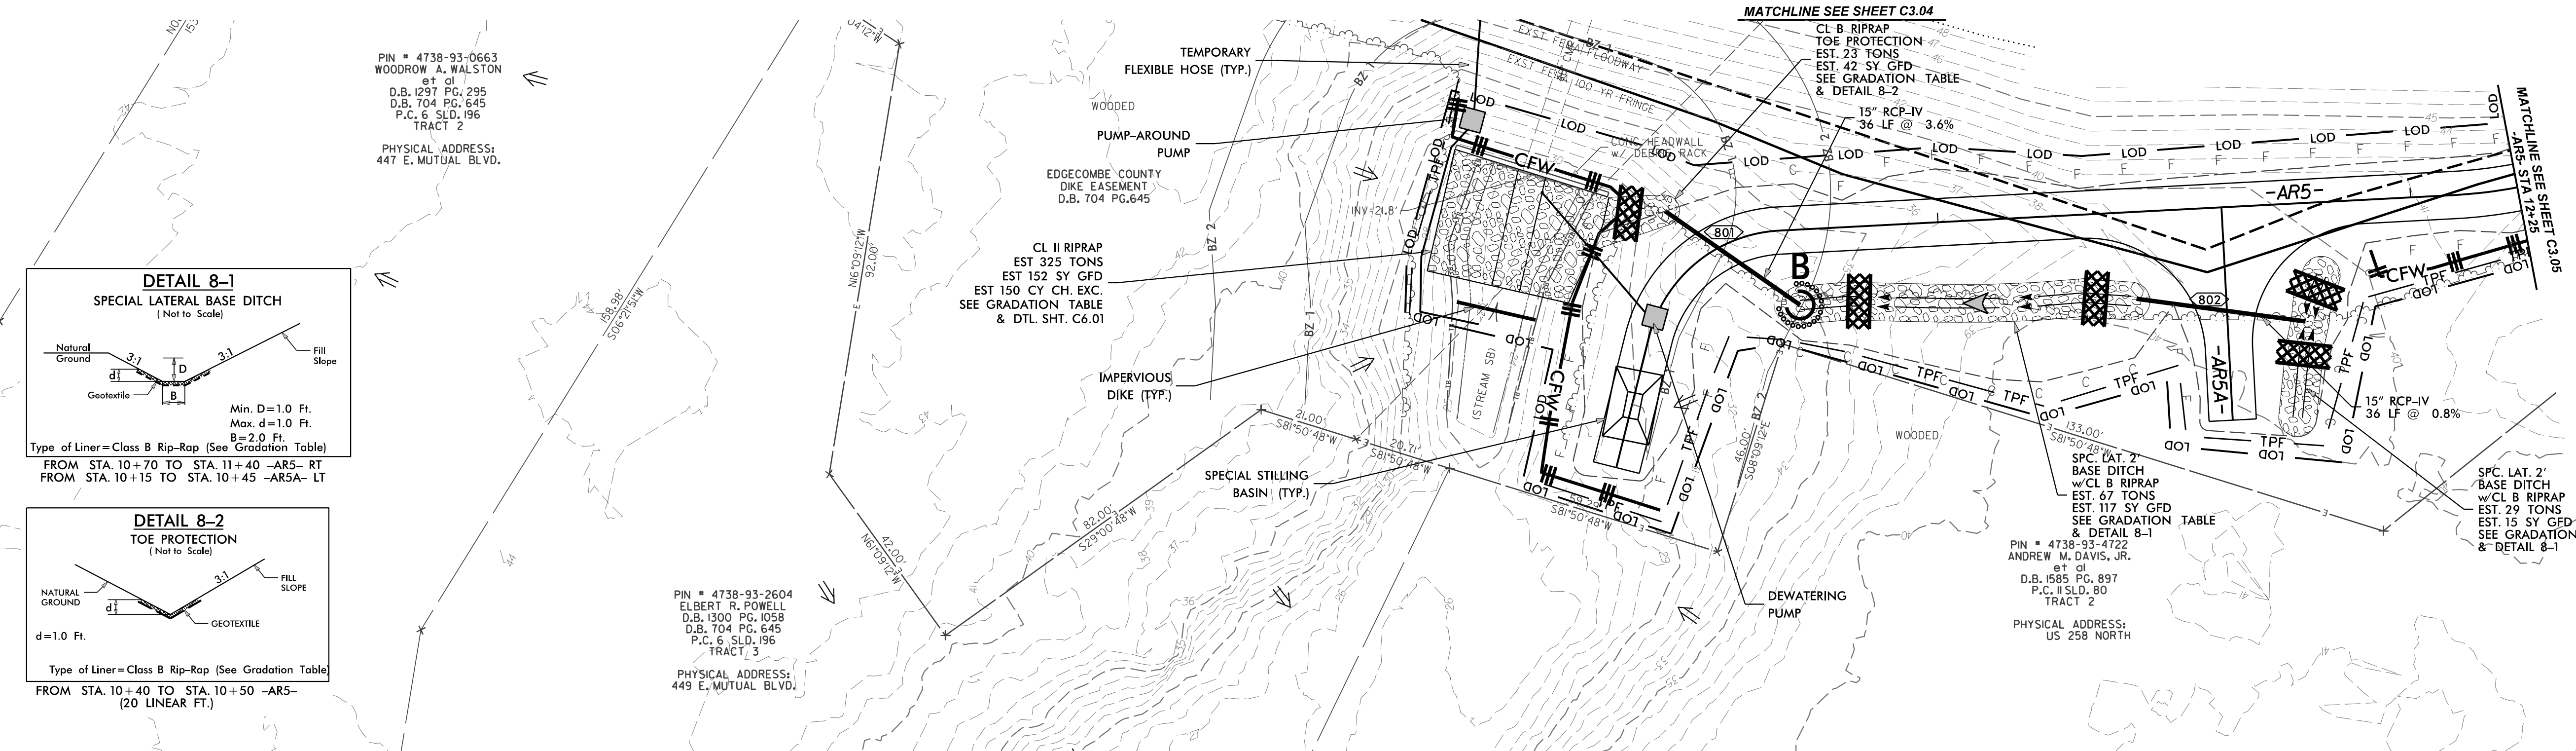 MATCHLINE SEE SHEET C3.04
PIN # 4738-93-0663
WOODROW A. WALSTON
et al
D.B. 1297 PG. 295
D.B. 704 PG. 645
P.C. 6 SLD. 196
TRACT 2
PHYSICAL ADDRESS:
447 E. MUTUAL BLVD.
TEMPORARY
FLEXIBLE HOSE (TYP.)
WOODED
PUMP-AROUND
PUMP
EDGECOMBE COUNTY
DIKE EASEMENT
D.B. 704 PG.645
CL II RIPRAP
EST 325 TONS
EST 152 SY GFD
EST 150 CY CH. EXC.
SEE GRADATION TABLE
& DTL. SHT. C6.01
IMPERVIOUS
DIKE (TYP.)
SPECIAL STILLING
BASIN (TYP.)
DEWATERING
PUMP
EXST FEMA FLOODWAY
EXST FEMA 100 YR FRINGE
CONC HEADWALL
w/ DEBRIS RACK
INV=21.8'
(STREAM SB)
CL B RIPRAP
TOE PROTECTION
EST. 23 TONS
EST. 42 SY GFD
SEE GRADATION TABLE
& DETAIL 8-2
15" RCP-IV
36 LF @ 3.6%
801
802
B
-AR5-
-AR5A-
CFW
CFW
CFW
LOD
TPF
BZ 1
BZ 2
MATCHLINE SEE SHEET C3.05
-AR5- STA 12+25
15" RCP-IV
36 LF @ 0.8%
WOODED
SPC. LAT. 2'
BASE DITCH
w/CL B RIPRAP
EST. 67 TONS
EST. 117 SY GFD
SEE GRADATION TABLE
& DETAIL 8-1
SPC. LAT. 2'
BASE DITCH
w/CL B RIPRAP
EST. 29 TONS
EST. 15 SY GFD
SEE GRADATION
& DETAIL 8-1
PIN # 4738-93-4722
ANDREW M. DAVIS, JR.
et al
D.B. 1585 PG. 897
P.C. 11 SLD. 80
TRACT 2
PHYSICAL ADDRESS:
US 258 NORTH
PIN # 4738-93-2604
ELBERT R. POWELL
D.B. 1300 PG. 1058
D.B. 704 PG. 645
P.C. 6 SLD. 196
TRACT 3
PHYSICAL ADDRESS:
449 E. MUTUAL BLVD.
158.98'
S06°21'51"W
N16°09'12"W
92.00'
42.00'
N61°09'12"W
82.00'
S29°00'48"W
21.00'
S81°50'48"W
20.71'
S81°50'48"W
S81°50'48"W
46.00'
S08°09'12"E
133.00'
S81°50'48"W
DETAIL 8-1
SPECIAL LATERAL BASE DITCH
( Not to Scale)
Natural
Ground
3:1
3:1
Fill
Slope
D
d
B
Geotextile
Min. D=1.0 Ft.
Max. d=1.0 Ft.
B=2.0 Ft.
Type of Liner=Class B Rip-Rap (See Gradation Table)
FROM STA. 10+70 TO STA. 11+40 -AR5- RT
FROM STA. 10+15 TO STA. 10+45 -AR5A- LT
DETAIL 8-2
TOE PROTECTION
( Not to Scale)
NATURAL
GROUND
3:1
FILL
SLOPE
d
GEOTEXTILE
d=1.0 Ft.
Type of Liner=Class B Rip-Rap (See Gradation Table)
FROM STA. 10+40 TO STA. 10+50 -AR5-
(20 LINEAR FT.)